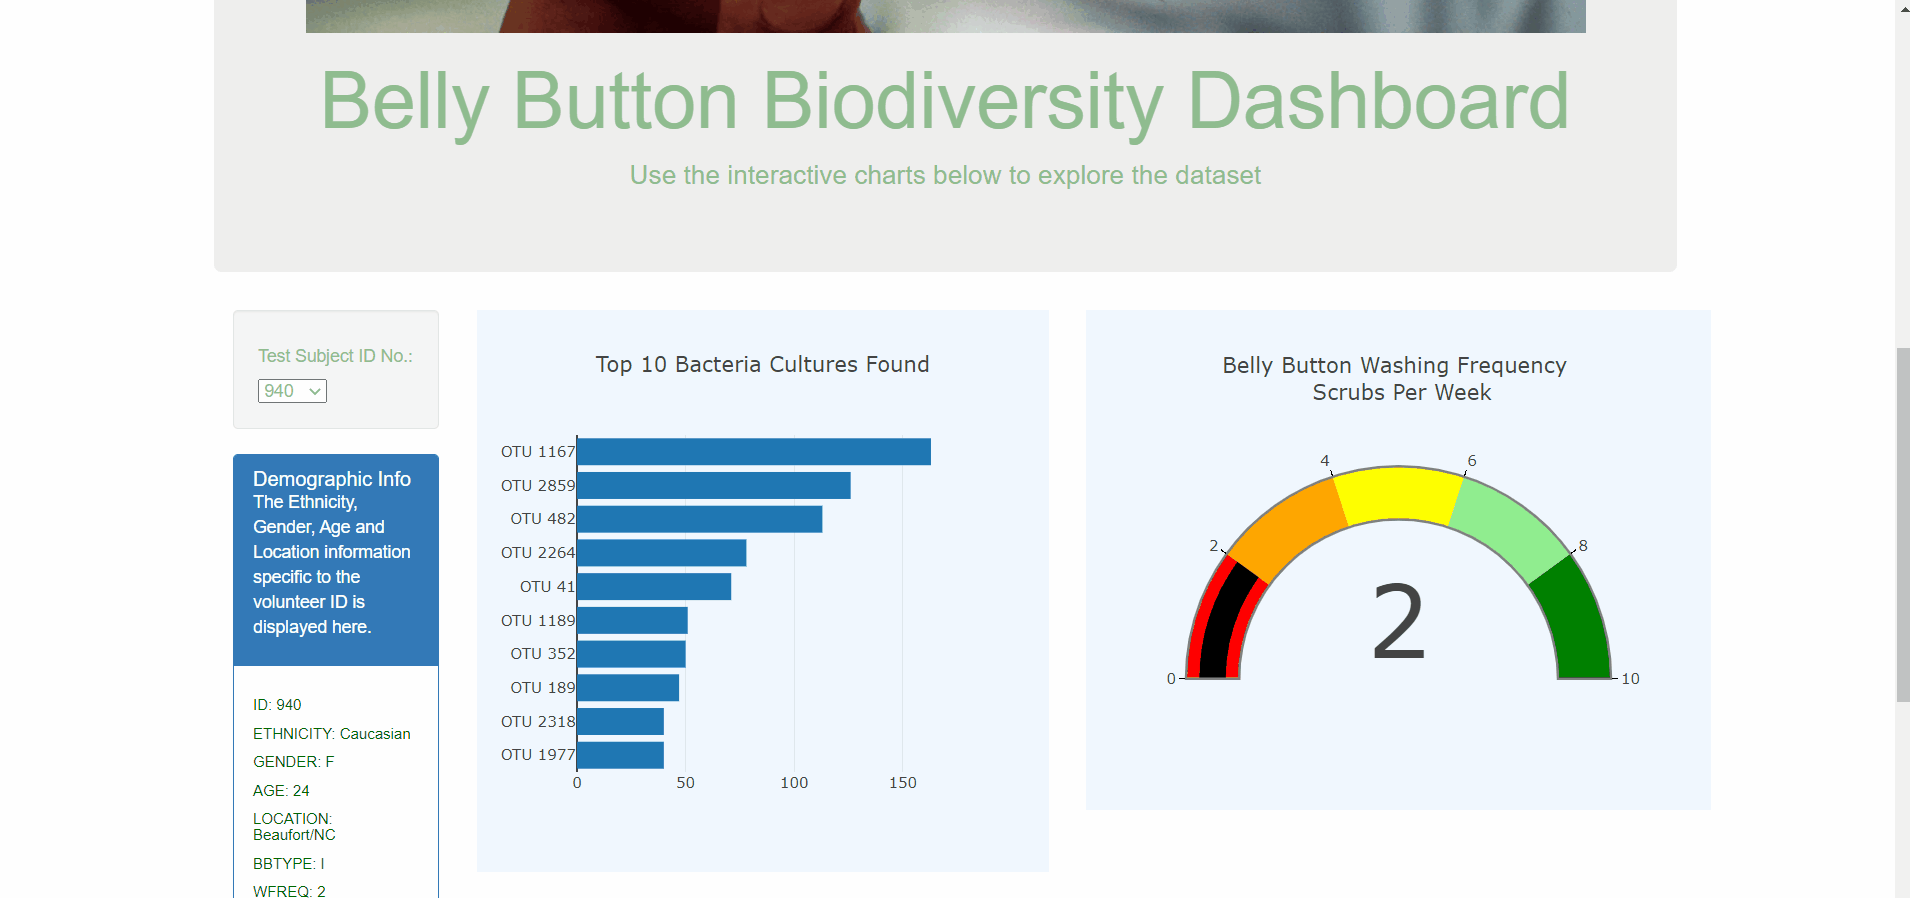 Belly Button Biodiversity Dashboard
Use the interactive charts below to explore the dataset
Test Subject ID No.:
940
Demographic Info
The Ethnicity,
Gender, Age and
Location information
specific to the
volunteer ID is
displayed here.
ID: 940
ETHNICITY: Caucasian
GENDER: F
AGE: 24
LOCATION:
Beaufort/NC
BBTYPE: I
WFREQ: 2
Top 10 Bacteria Cultures Found
OTU 1167
OTU 2859
OTU 482
OTU 2264
OTU 41
OTU 1189
OTU 352
OTU 189
OTU 2318
OTU 1977
0 50 100 150
Belly Button Washing Frequency
Scrubs Per Week
4 6
2 8
2
0 10